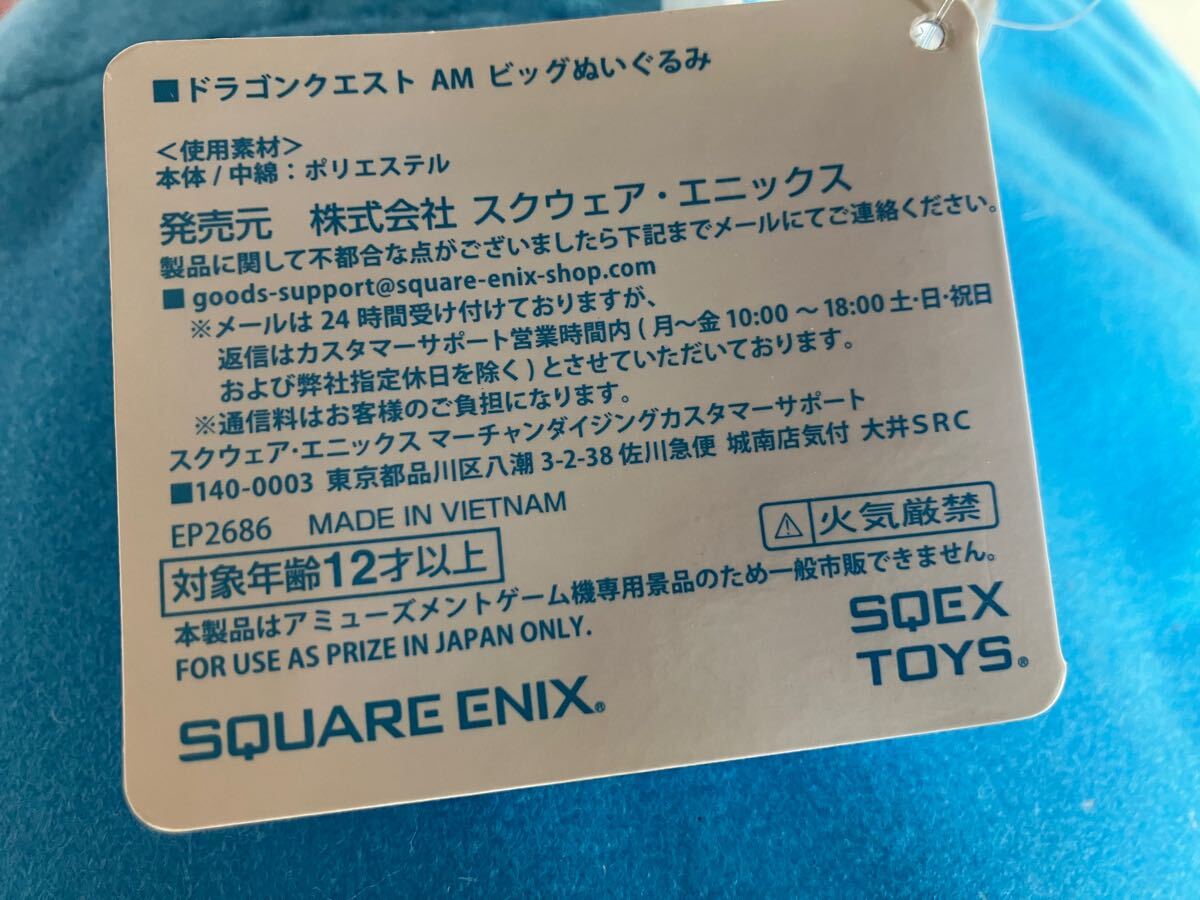 ■ドラゴンクエスト AM ビッグぬいぐるみ
＜使用素材＞
本体 / 中綿：ポリエステル
発売元 株式会社 スクウェア・エニックス
製品に関して不都合な点がございましたら下記までメールにてご連絡ください。
■ goods-support@square-enix-shop.com
※メールは 24 時間受け付けておりますが、
返信はカスタマーサポート営業時間内 ( 月～金 10:00 ～ 18:00 土・日・祝日
および弊社指定休日を除く ) とさせていただいております。
※通信料はお客様のご負担になります。
スクウェア・エニックス マーチャンダイジングカスタマーサポート
■140-0003 東京都品川区八潮 3-2-38 佐川急便 城南店気付 大井ＳＲＣ
EP2686 MADE IN VIETNAM
⚠火気厳禁
対象年齢12才以上
本製品はアミューズメントゲーム機専用景品のため一般市販できません。
FOR USE AS PRIZE IN JAPAN ONLY.
SQUARE ENIX®
SQEX
TOYS®